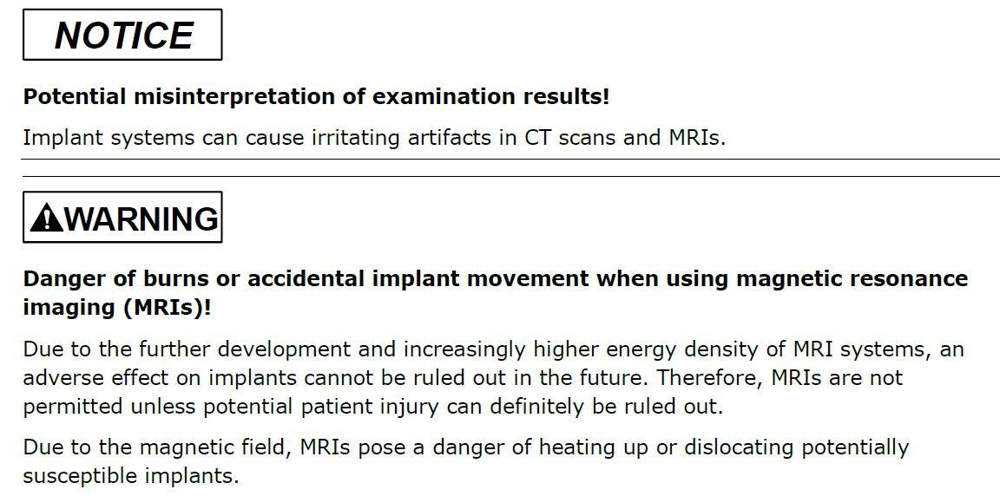 NOTICE
Potential misinterpretation of examination results!
Implant systems can cause irritating artifacts in CT scans and MRIs.
WARNING
Danger of burns or accidental implant movement when using magnetic resonance
imaging (MRIs)!
Due to the further development and increasingly higher energy density of MRI systems, an
adverse effect on implants cannot be ruled out in the future. Therefore, MRIs are not
permitted unless potential patient injury can definitely be ruled out.
Due to the magnetic field, MRIs pose a danger of heating up or dislocating potentially
susceptible implants.